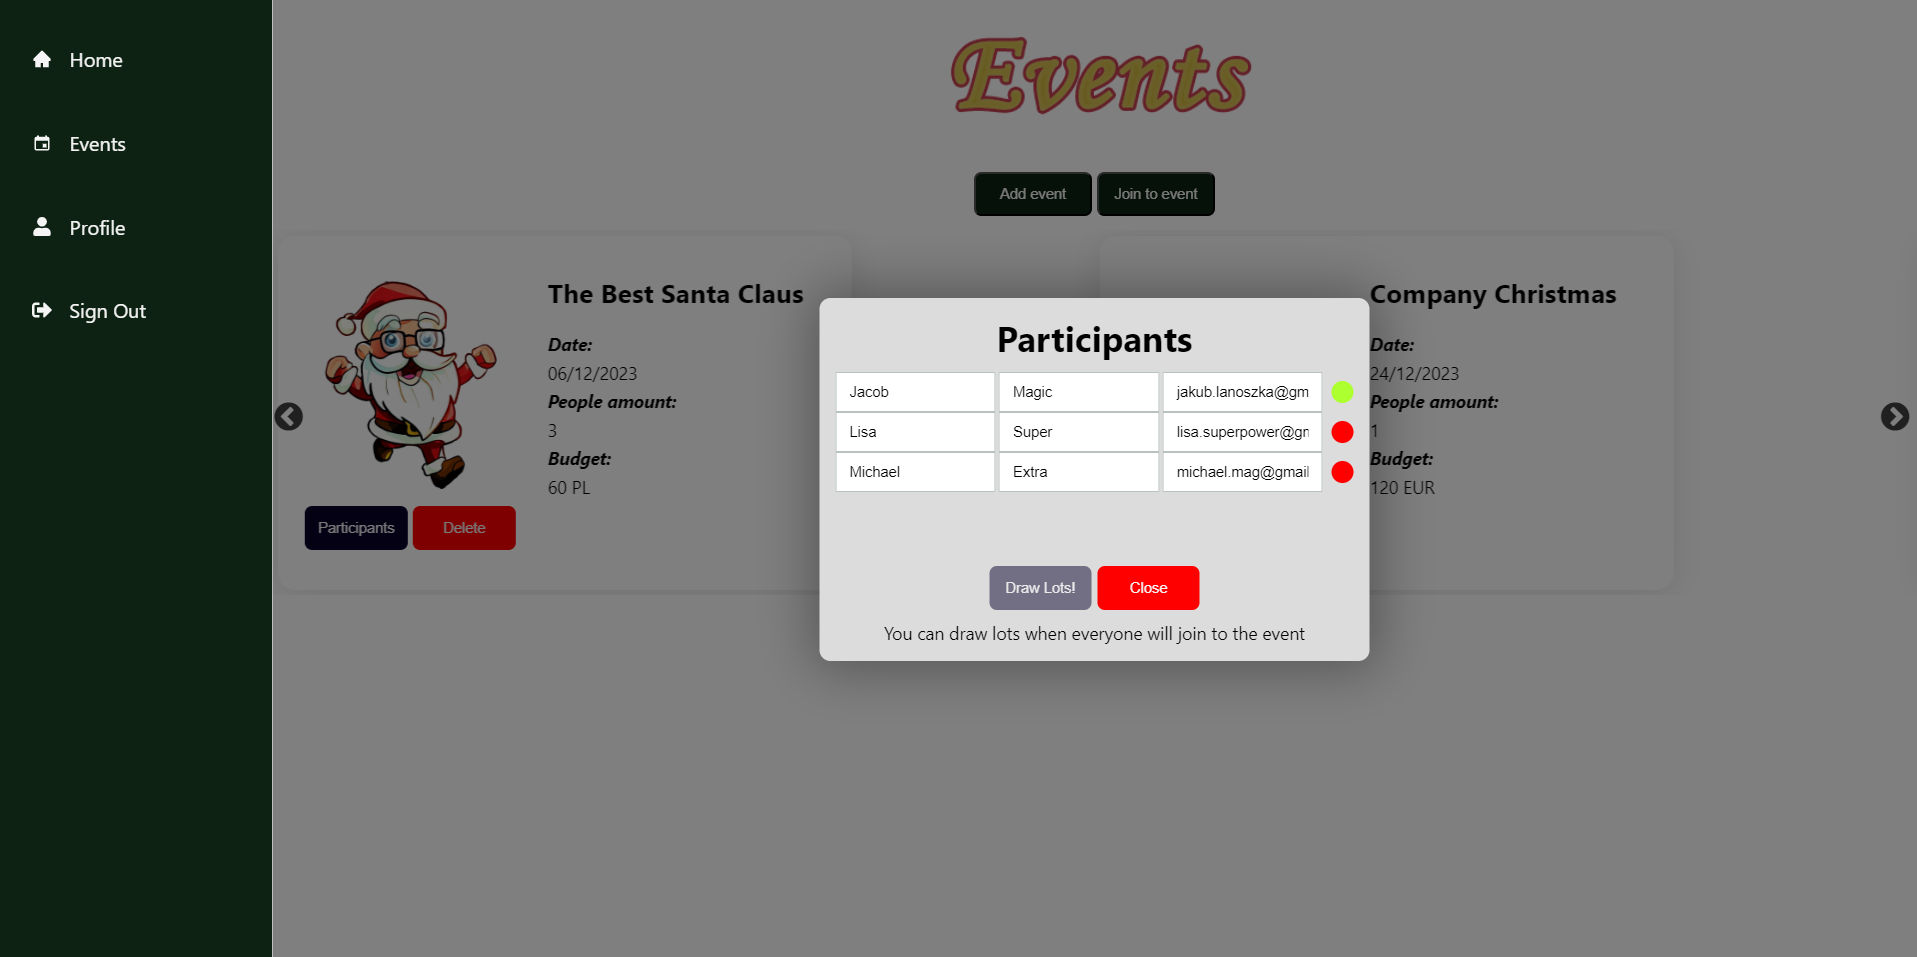 Home
Events
Profile
Sign Out
Events
Add event
Join to event
The Best Santa Claus
Date:
06/12/2023
People amount:
3
Budget:
60 PL
Participants
Delete
Participants
Jacob Magic jakub.lanoszka@gm
Lisa Super lisa.superpower@gm
Michael Extra michael.mag@gmail
Draw Lots!
Close
You can draw lots when everyone will join to the event
Company Christmas
Date:
24/12/2023
People amount:
1
Budget:
120 EUR